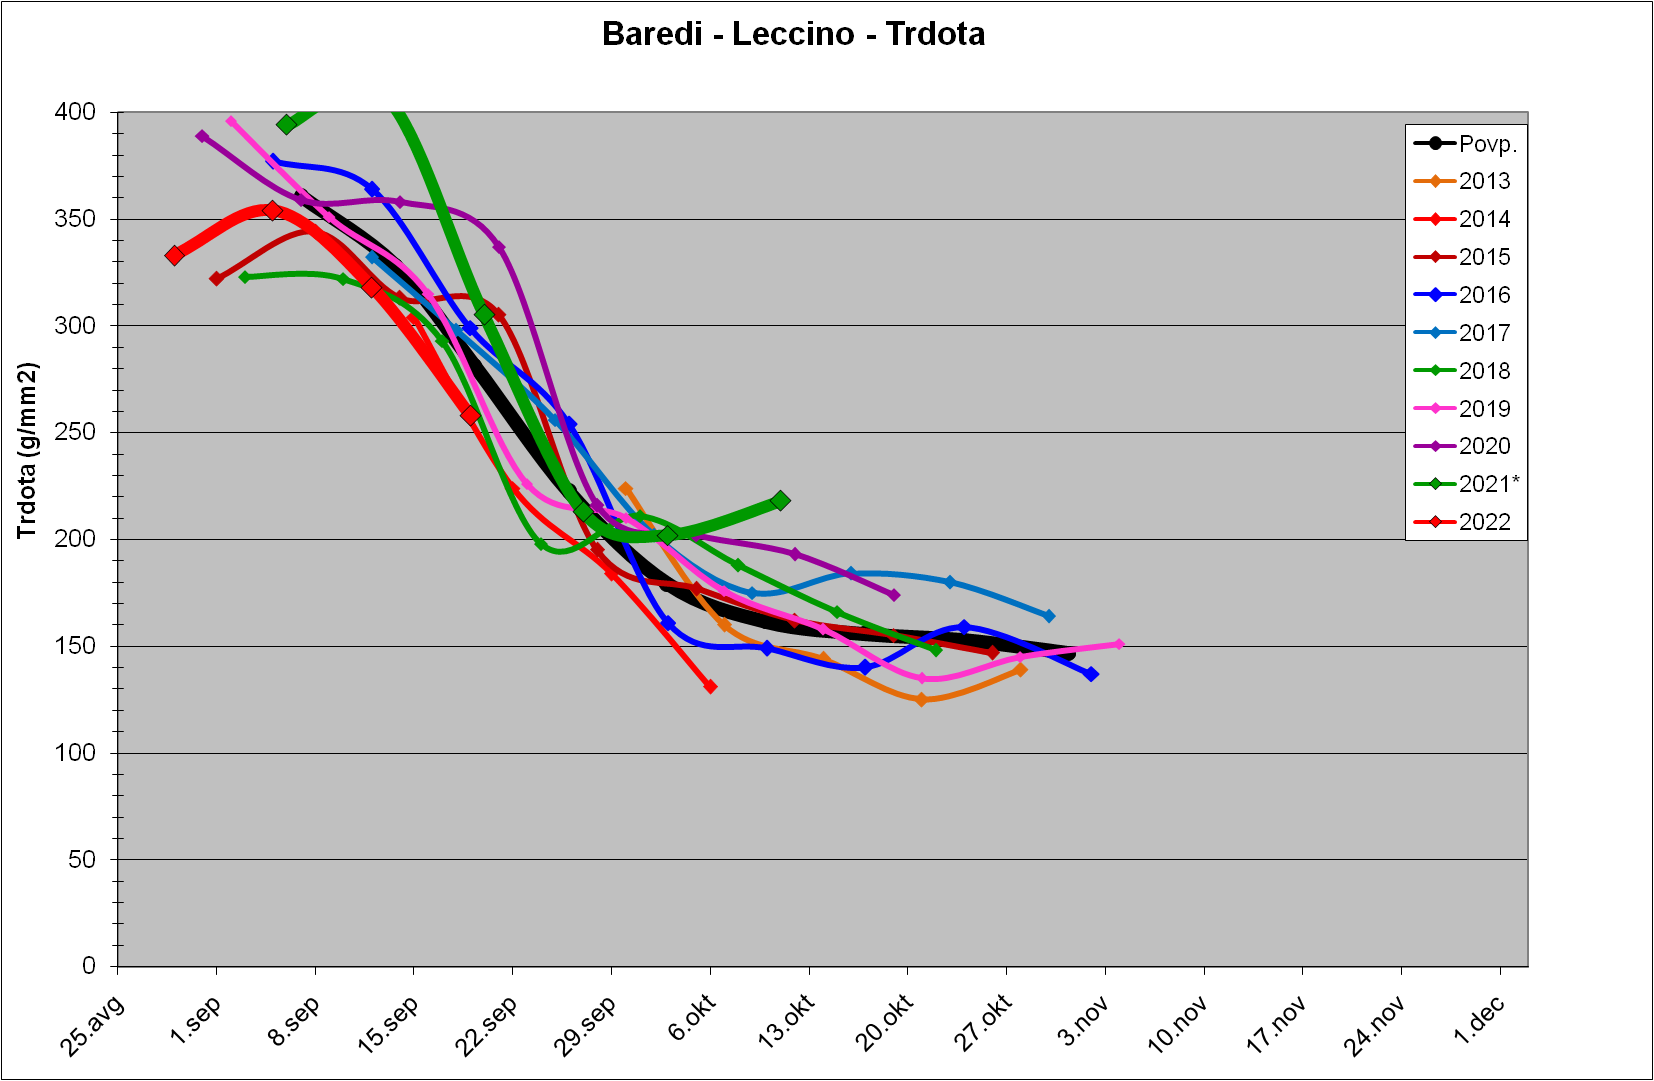 Baredi - Leccino - Trdota
Trdota (g/mm2)
400
350
300
250
200
150
100
50
0
25.avg
1.sep
8.sep
15.sep
22.sep
29.sep
6.okt
13.okt
20.okt
27.okt
3.nov
10.nov
17.nov
24.nov
1.dec
Povp.
2013
2014
2015
2016
2017
2018
2019
2020
2021*
2022